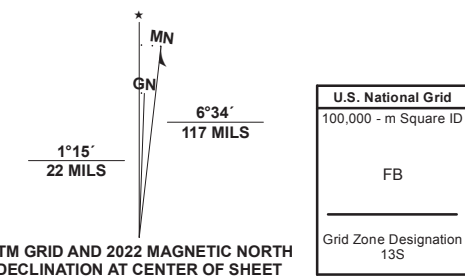 ★
MN
GN
6°34´
117 MILS
1°15´
22 MILS
TM GRID AND 2022 MAGNETIC NORTH
DECLINATION AT CENTER OF SHEET
U.S. National Grid
100,000 - m Square ID
FB
Grid Zone Designation
13S